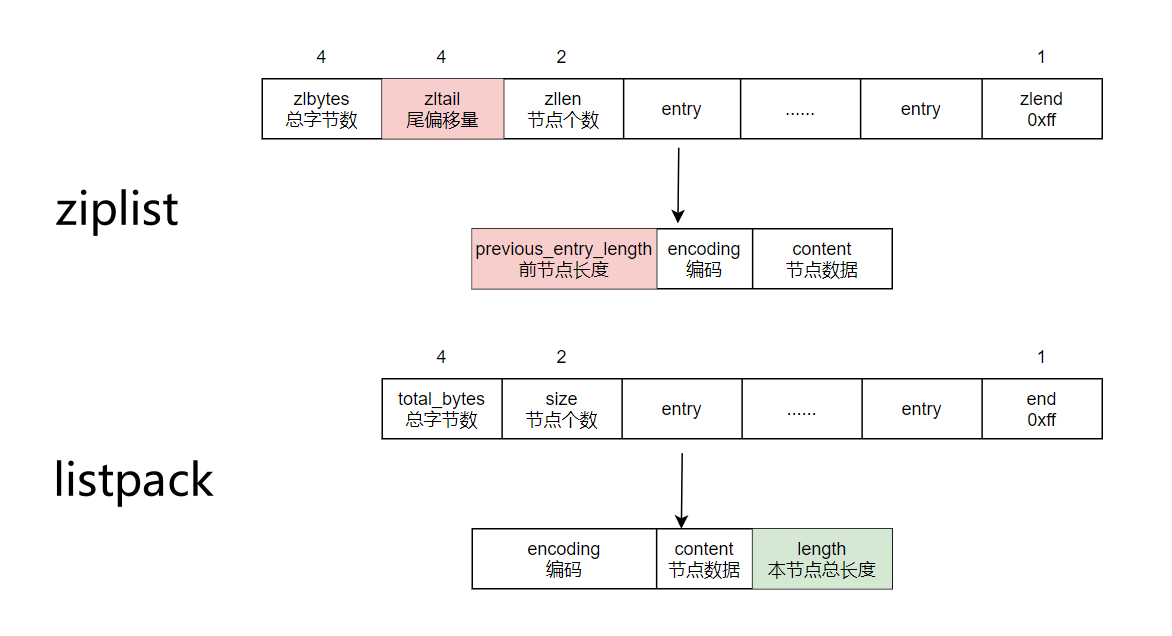 4 4 2 1
zlbytes zltail zllen entry ...... entry zlend
总字节数 尾偏移量 节点个数 0xff
ziplist
previous_entry_length encoding content
前节点长度 编码 节点数据
4 2 1
total_bytes size entry ...... entry end
总字节数 节点个数 0xff
listpack
encoding content length
编码 节点数据 本节点总长度